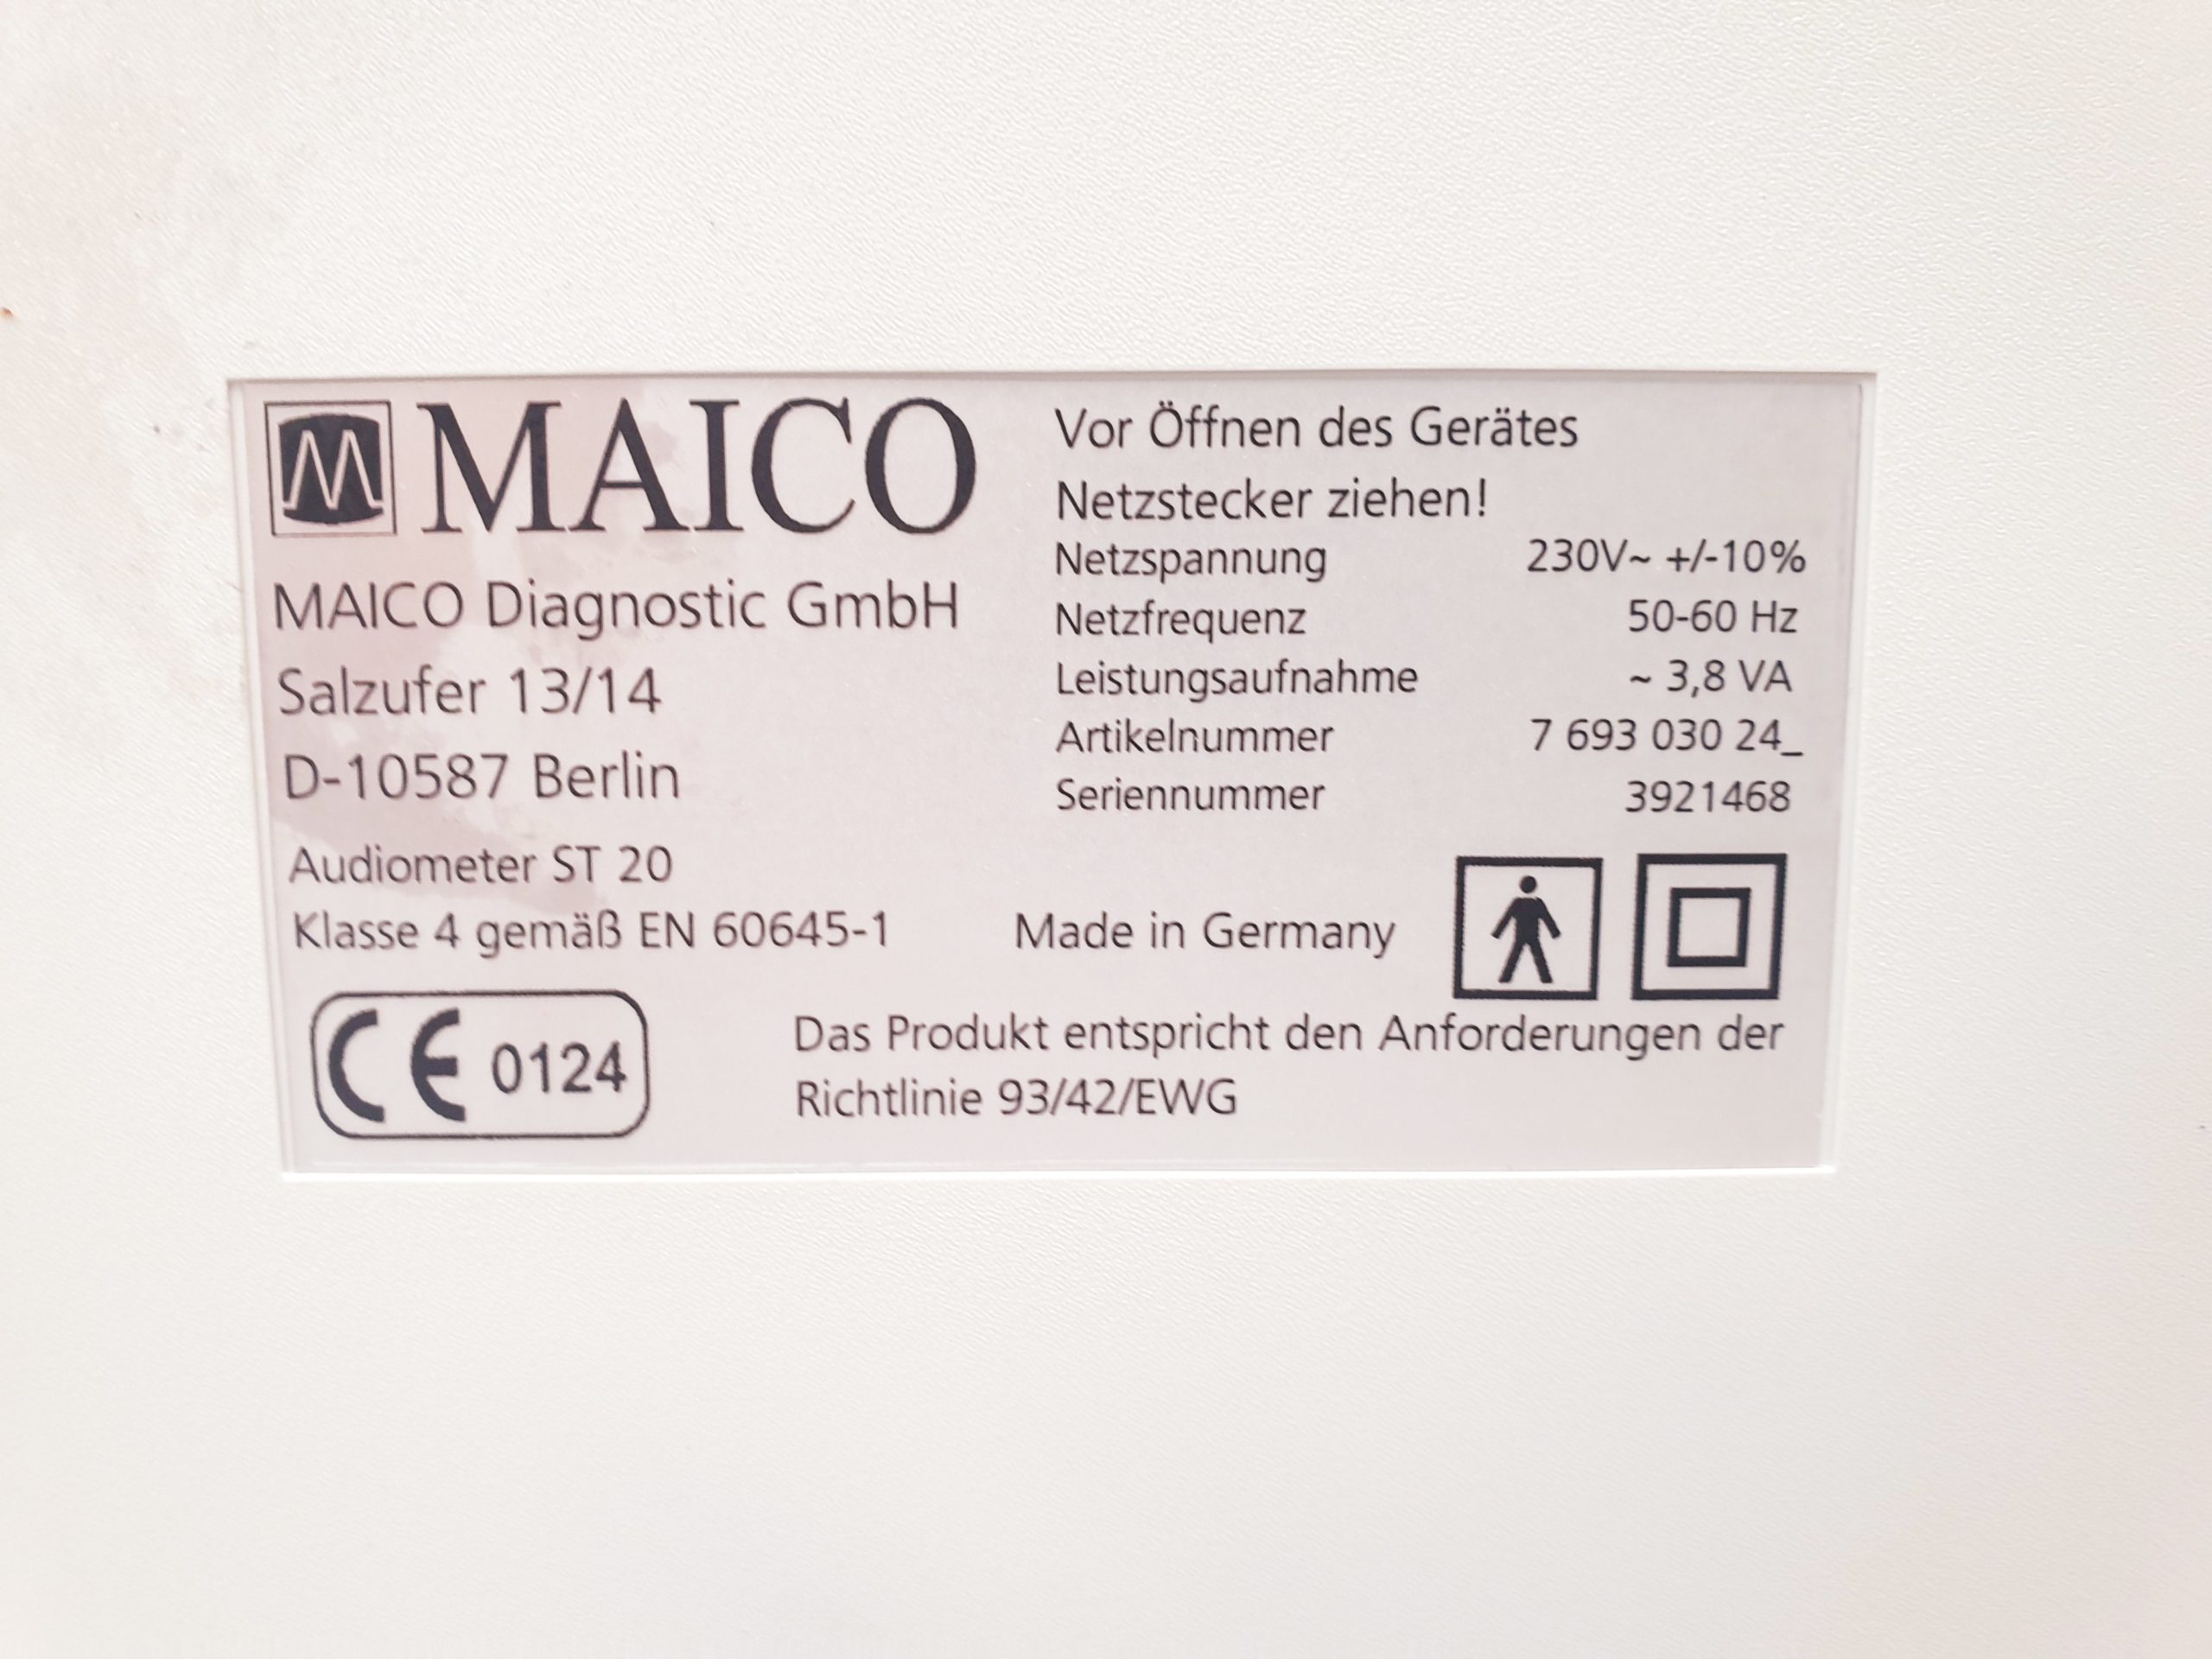 MAICO
MAICO Diagnostic GmbH
Salzufer 13/14
D-10587 Berlin
Audiometer ST 20
Klasse 4 gemäß EN 60645-1
CE 0124
Vor Öffnen des Gerätes
Netzstecker ziehen!
Netzspannung 230V~ +/-10%
Netzfrequenz 50-60 Hz
Leistungsaufnahme ~ 3,8 VA
Artikelnummer 7 693 030 24_
Seriennummer 3921468
Made in Germany
Das Produkt entspricht den Anforderungen der
Richtlinie 93/42/EWG